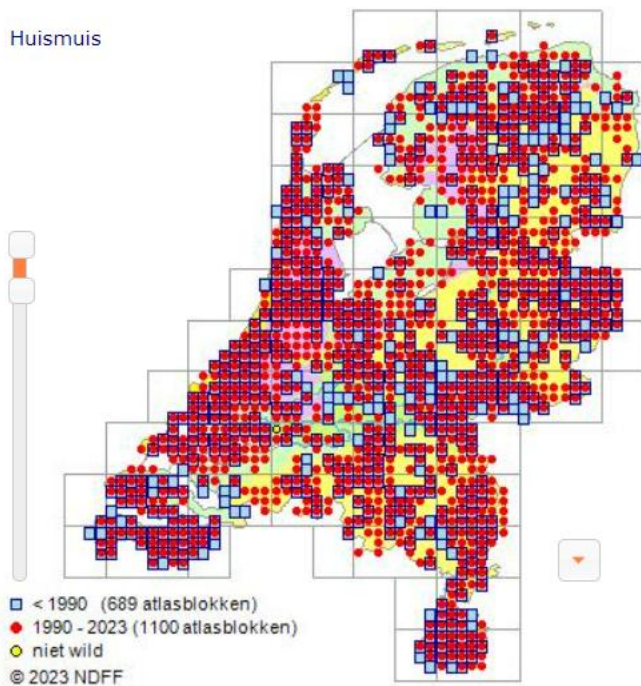 Huismuis
< 1990 (689 atlasblokken)
1990 - 2023 (1100 atlasblokken)
niet wild
© 2023 NDFF